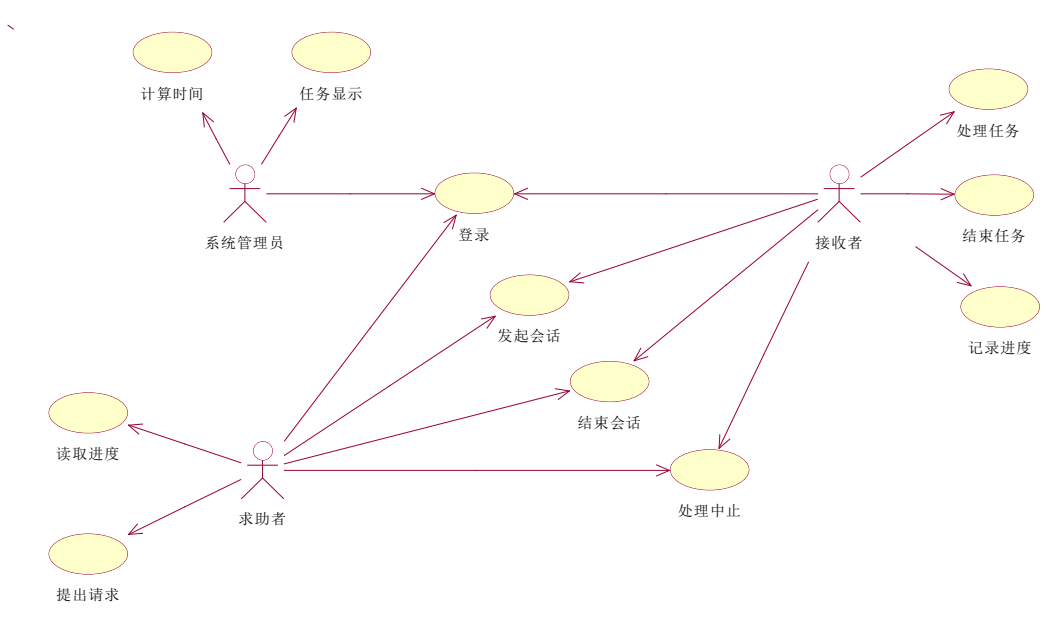 计算时间
任务显示
处理任务
系统管理员
登录
接收者
结束任务
发起会话
记录进度
结束会话
读取进度
求助者
处理中止
提出请求